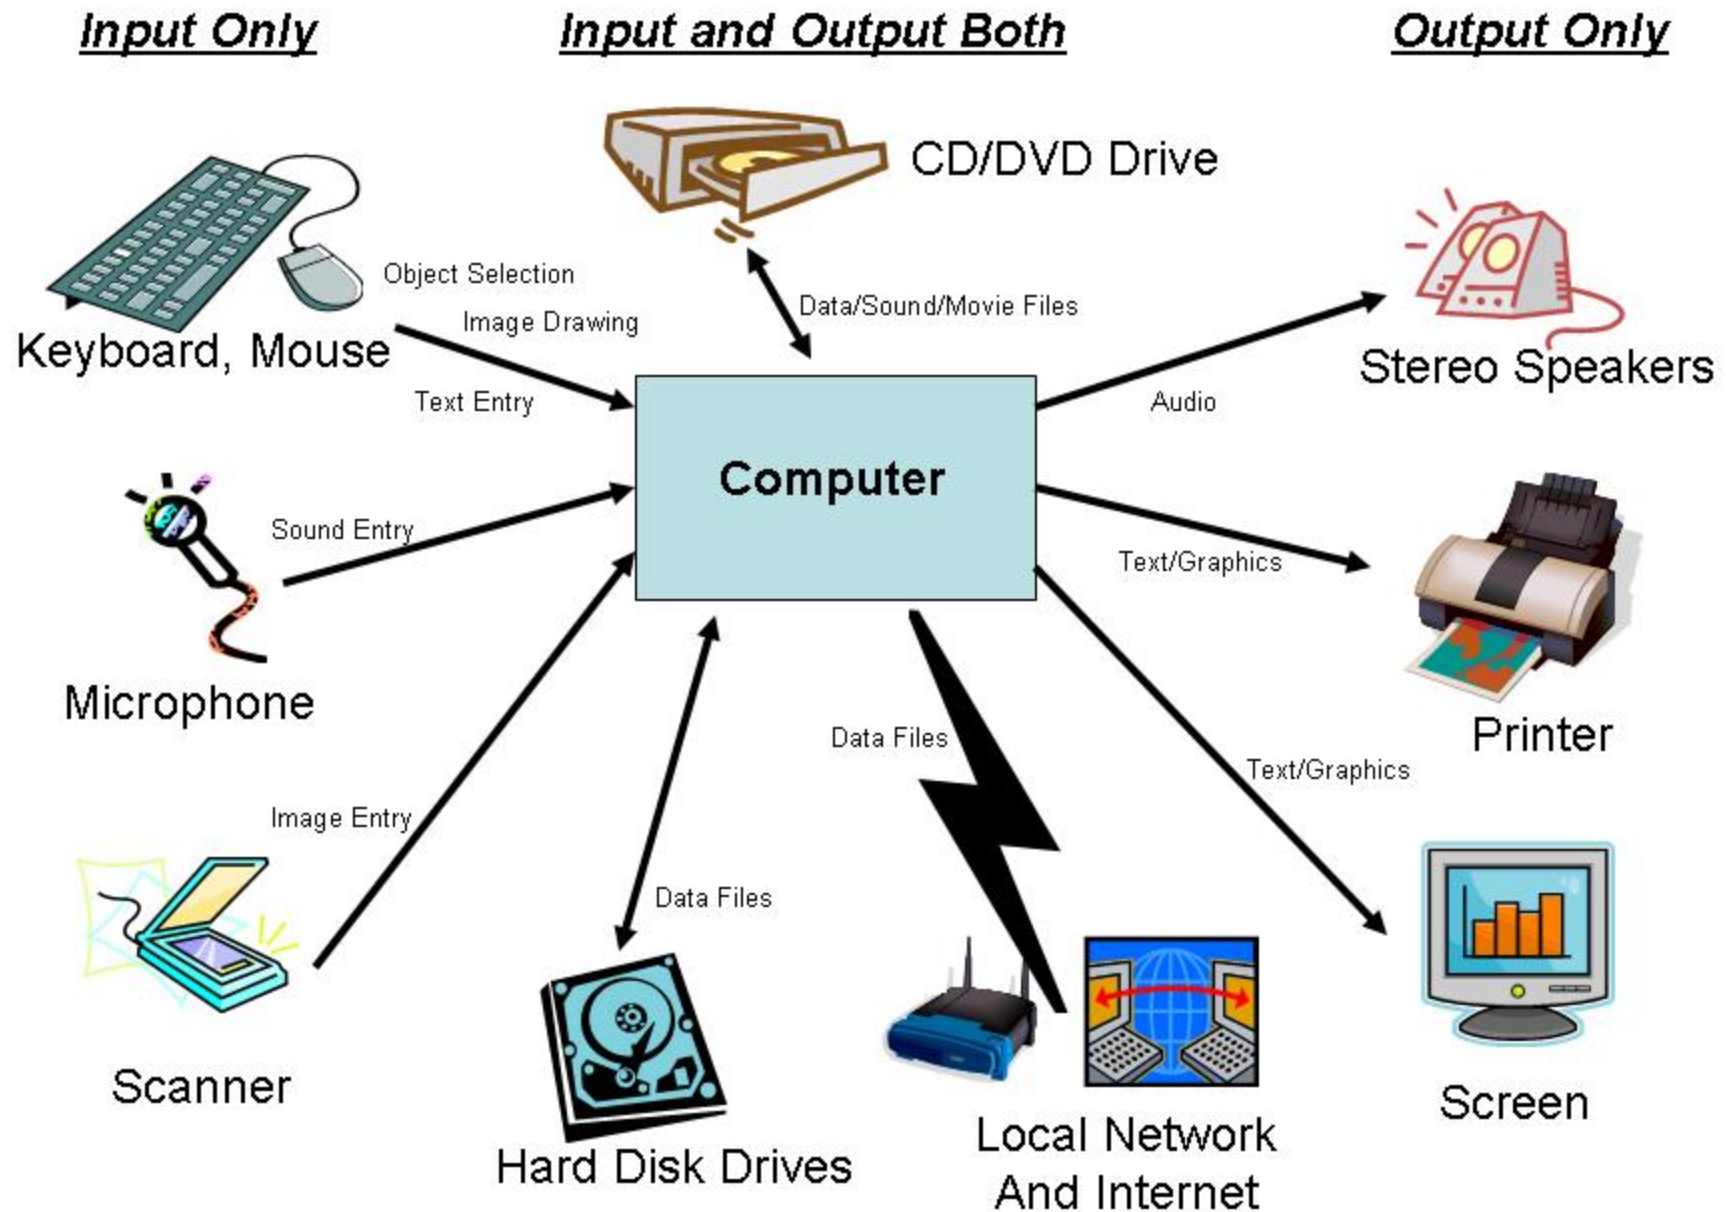 Input Only
Input and Output Both
Output Only
CD/DVD Drive
Object Selection
Image Drawing
Data/Sound/Movie Files
Keyboard, Mouse
Stereo Speakers
Text Entry
Audio
Computer
Sound Entry
Text/Graphics
Microphone
Printer
Data Files
Text/Graphics
Image Entry
Data Files
Scanner
Screen
Hard Disk Drives
Local Network
And Internet